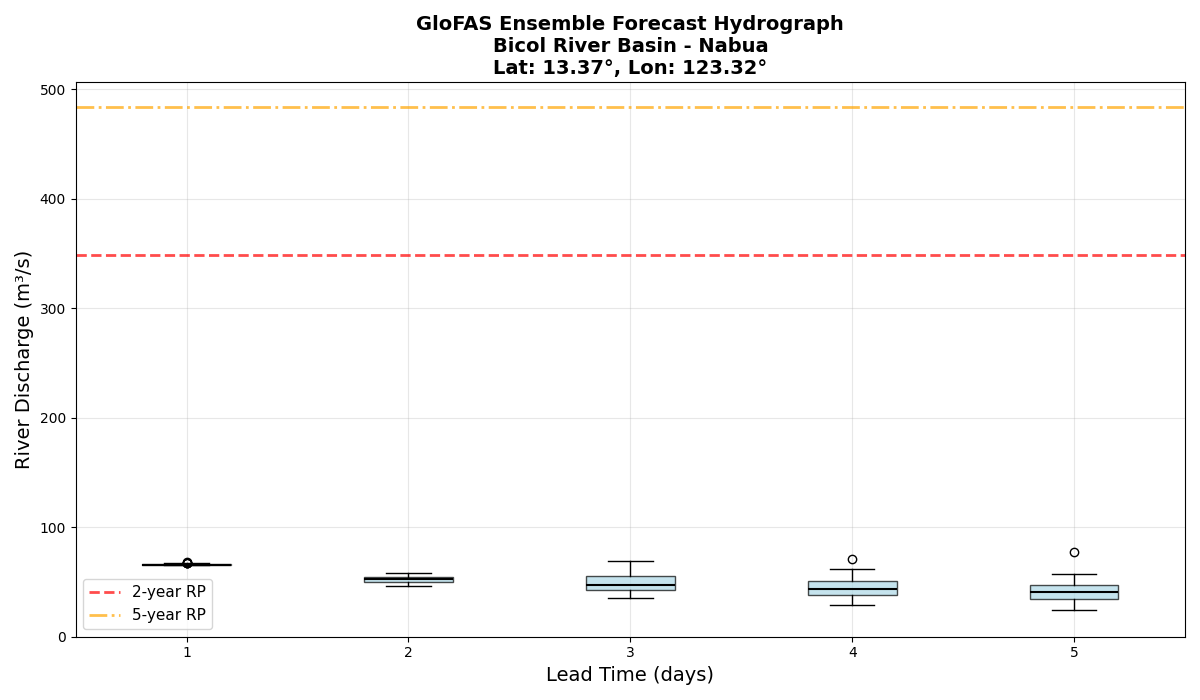 GloFAS Ensemble Forecast Hydrograph
Bicol River Basin - Nabua
Lat: 13.37°, Lon: 123.32°
River Discharge (m³/s)
500
400
300
200
100
0
2-year RP
5-year RP
1 2 3 4 5
Lead Time (days)